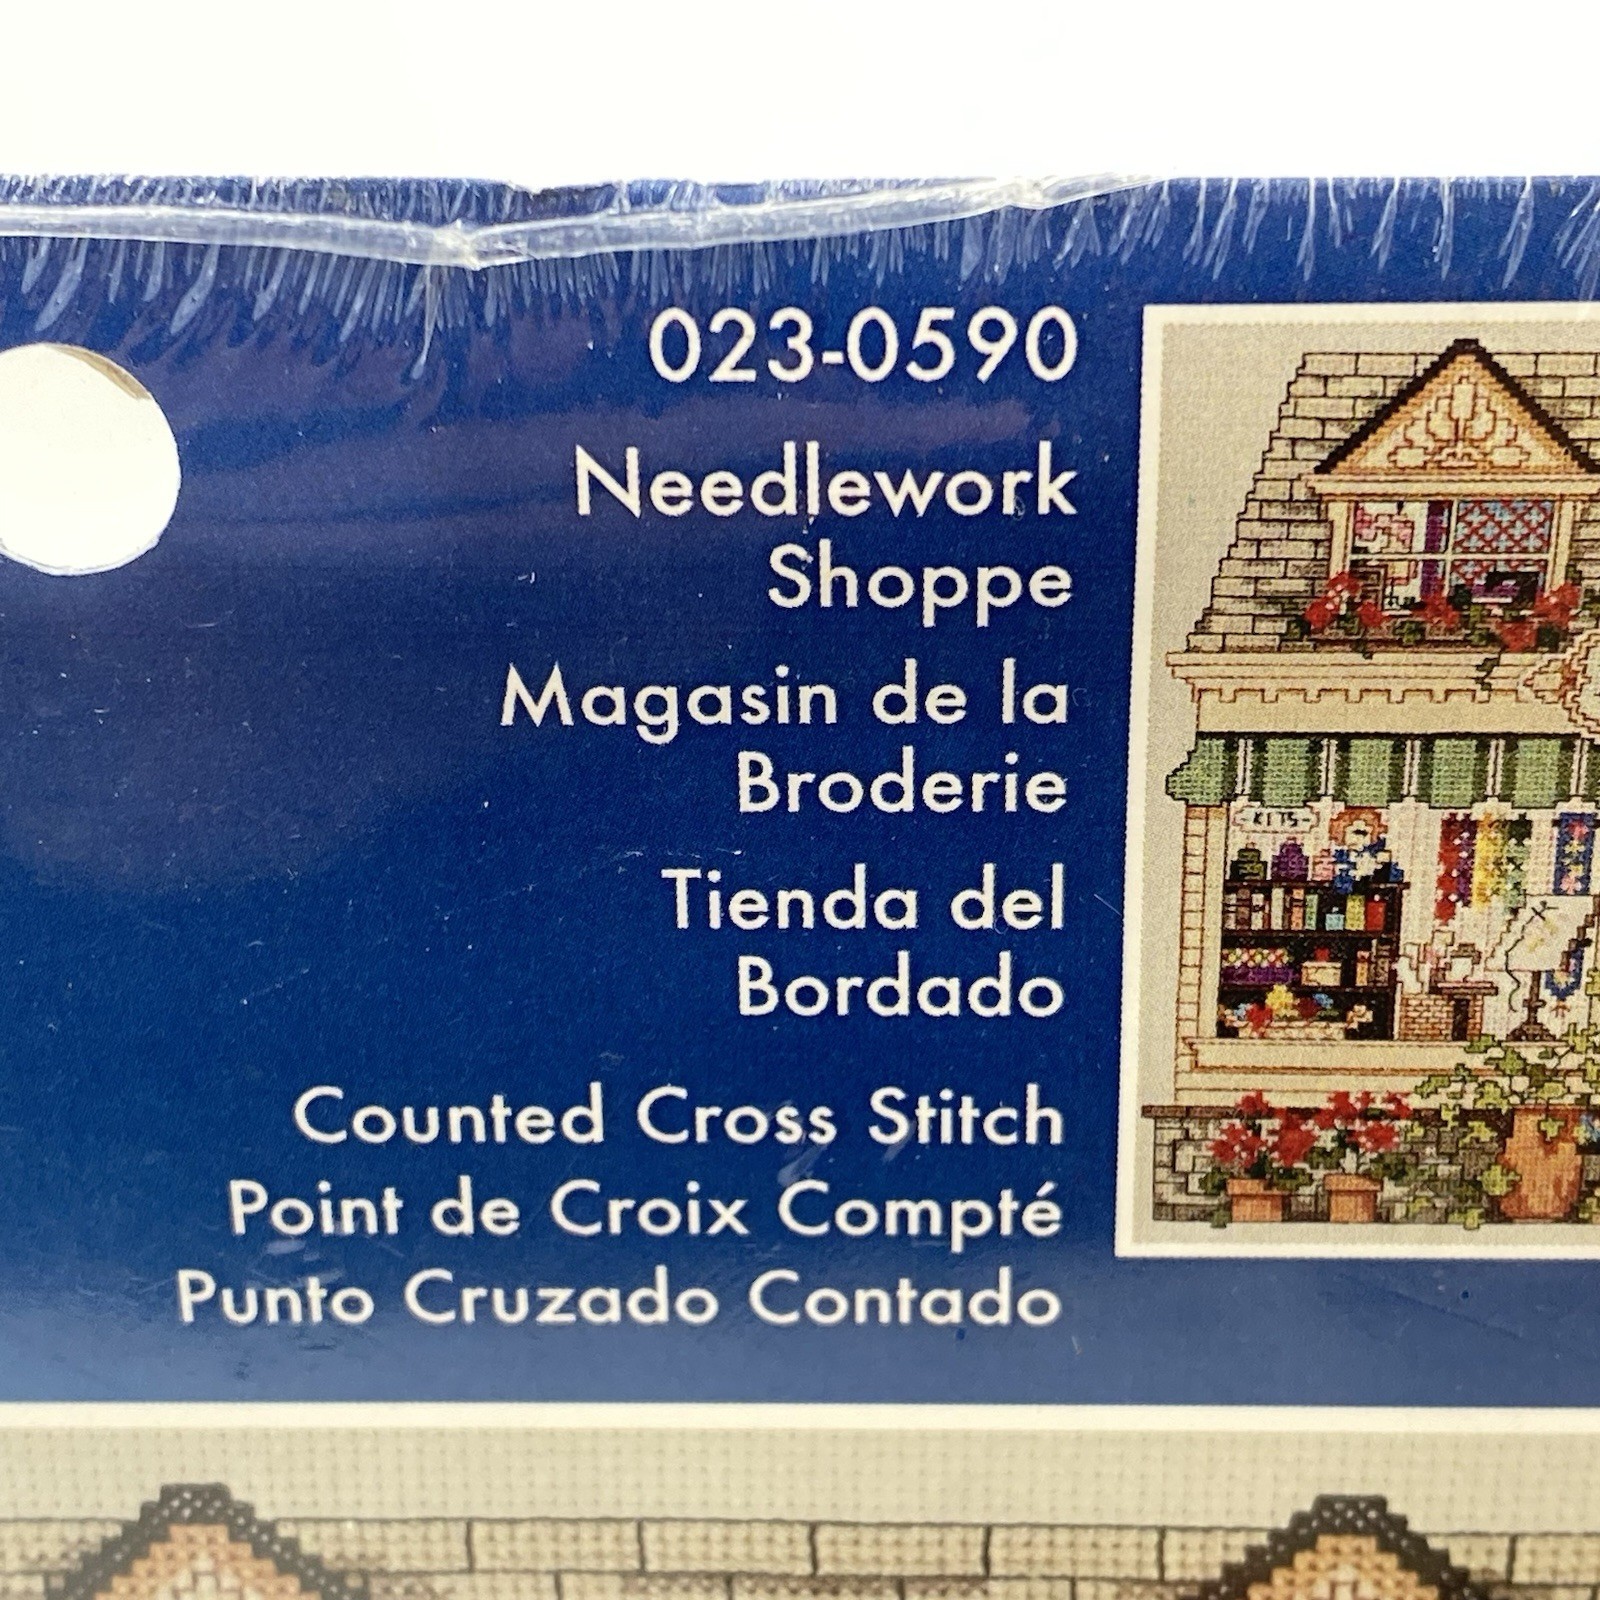 023-0590
Needlework
Shoppe
Magasin de la
Broderie
Tienda del
Bordado
Counted Cross Stitch
Point de Croix Compté
Punto Cruzado Contado
KITS